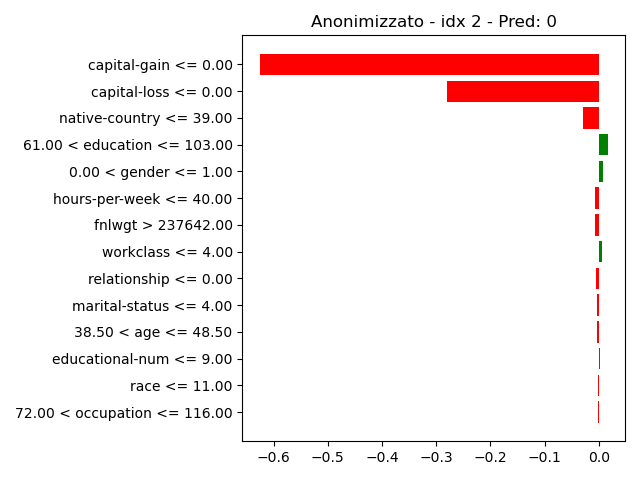 Anonimizzato - idx 2 - Pred: 0
capital-gain <= 0.00
capital-loss <= 0.00
native-country <= 39.00
61.00 < education <= 103.00
0.00 < gender <= 1.00
hours-per-week <= 40.00
fnlwgt > 237642.00
workclass <= 4.00
relationship <= 0.00
marital-status <= 4.00
38.50 < age <= 48.50
educational-num <= 9.00
race <= 11.00
72.00 < occupation <= 116.00
−0.6 −0.5 −0.4 −0.3 −0.2 −0.1 0.0